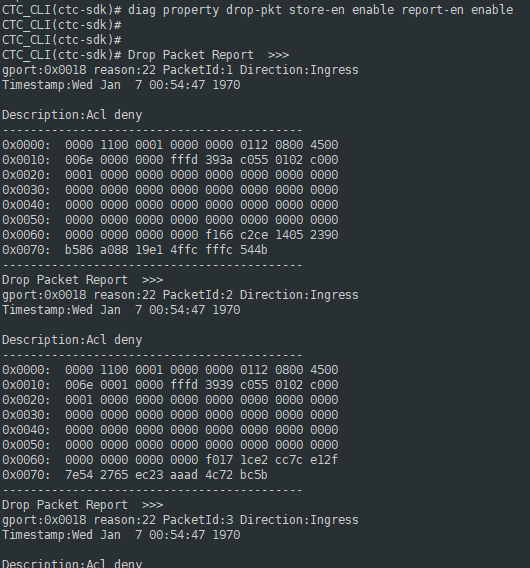 CTC_CLI(ctc-sdk)# diag property drop-pkt store-en enable report-en enable
CTC_CLI(ctc-sdk)#
CTC_CLI(ctc-sdk)#
CTC_CLI(ctc-sdk)# Drop Packet Report  >>>
gport:0x0018 reason:22 PacketId:1 Direction:Ingress
Timestamp:Wed Jan  7 00:54:47 1970

Description:Acl deny
-----------------------------------------
0x0000:  0000 1100 0001 0000 0000 0112 0800 4500
0x0010:  006e 0000 0000 fffd 393a c055 0102 c000
0x0020:  0001 0000 0000 0000 0000 0000 0000 0000
0x0030:  0000 0000 0000 0000 0000 0000 0000 0000
0x0040:  0000 0000 0000 0000 0000 0000 0000 0000
0x0050:  0000 0000 0000 0000 0000 0000 0000 0000
0x0060:  0000 0000 0000 0000 f166 c2ce 1405 2390
0x0070:  b586 a088 19e1 4ffc fffc 544b
-----------------------------------------
Drop Packet Report  >>>
gport:0x0018 reason:22 PacketId:2 Direction:Ingress
Timestamp:Wed Jan  7 00:54:47 1970

Description:Acl deny
-----------------------------------------
0x0000:  0000 1100 0001 0000 0000 0112 0800 4500
0x0010:  006e 0001 0000 fffd 3939 c055 0102 c000
0x0020:  0001 0000 0000 0000 0000 0000 0000 0000
0x0030:  0000 0000 0000 0000 0000 0000 0000 0000
0x0040:  0000 0000 0000 0000 0000 0000 0000 0000
0x0050:  0000 0000 0000 0000 0000 0000 0000 0000
0x0060:  0000 0000 0000 0000 f017 1ce2 cc7c e12f
0x0070:  7e54 2765 ec23 aaad 4c72 bc5b
-----------------------------------------
Drop Packet Report  >>>
gport:0x0018 reason:22 PacketId:3 Direction:Ingress
Timestamp:Wed Jan  7 00:54:47 1970

Description:Acl deny